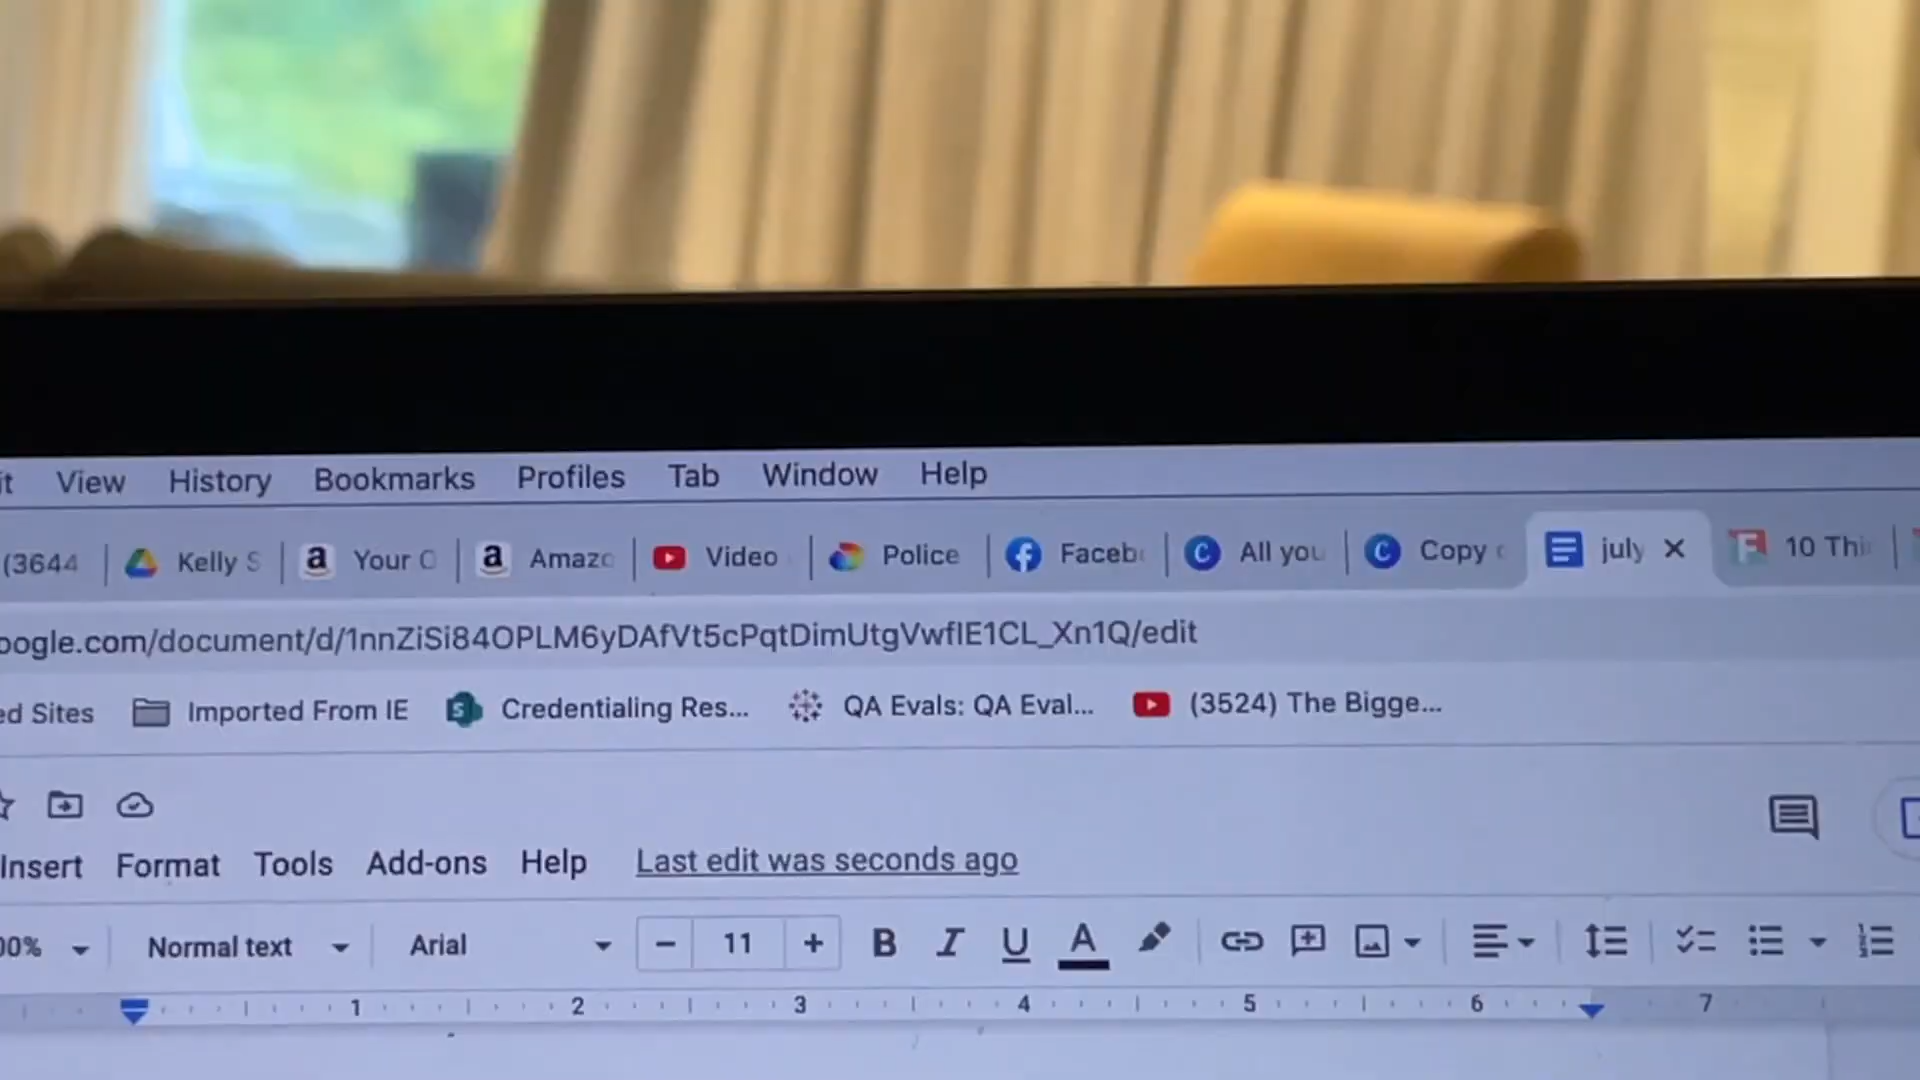 it View History Bookmarks Profiles Tab Window Help
(3644 Kelly S Your O Amazo Video Police Facebo All you Copy o july 10 Thi
oogle.com/document/d/1nnZiSi84OPLM6yDAfVt5cPqtDimUtgVwfIE1CL_Xn1Q/edit
ed Sites Imported From IE Credentialing Res... QA Evals: QA Eval... (3524) The Bigge...
Insert Format Tools Add-ons Help Last edit was seconds ago
00% Normal text Arial − 11 + B I U A
1 2 3 4 5 6 7